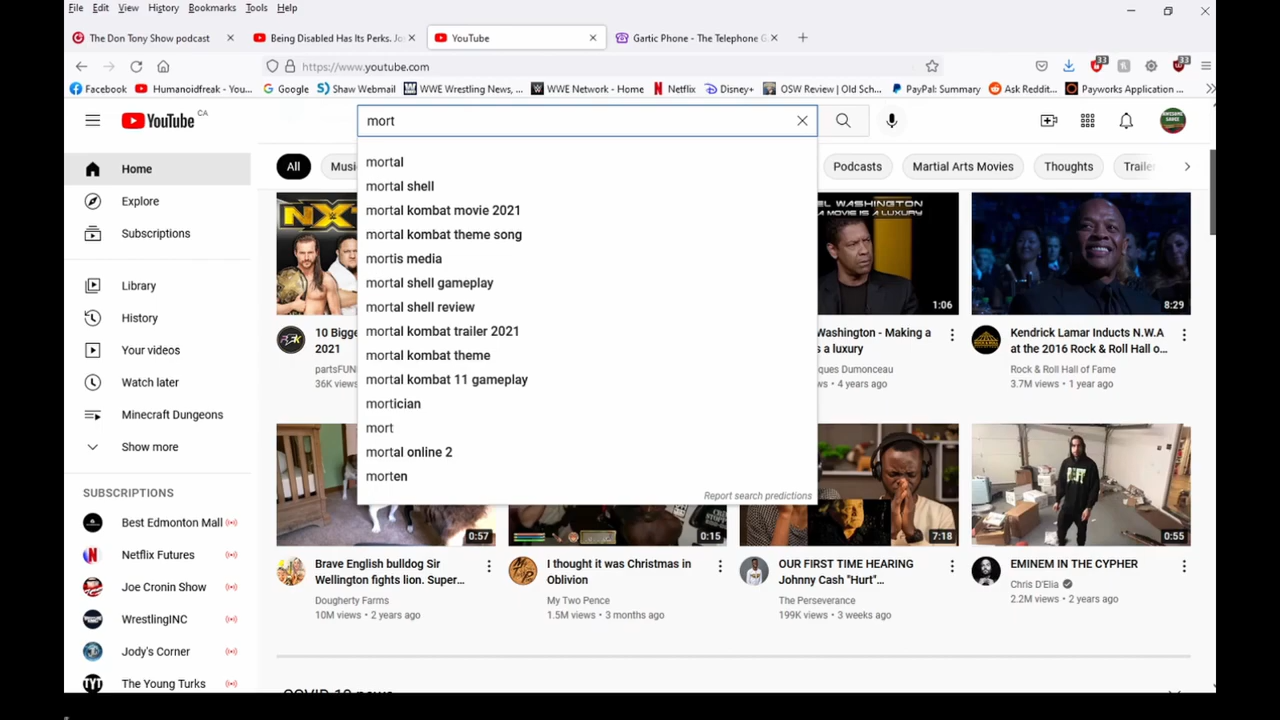 File Edit View History Bookmarks Tools Help
The Don Tony Show podcast
Being Disabled Has Its Perks.
YouTube
Gartic Phone - The Telephone G
https://www.youtube.com
33
33
Facebook
Humanoidfreak - You...
Google
Shaw Webmail
WWE Wrestling News, ...
WWE Network - Home
Netflix
Disney+
OSW Review | Old Sch...
PayPal: Summary
Ask Reddit...
Payworks Application ...
YouTube CA
mort
Home
Explore
Subscriptions
Library
History
Your videos
Watch later
Minecraft Dungeons
Show more
SUBSCRIPTIONS
Best Edmonton Mall
Netflix Futures
Joe Cronin Show
WrestlingINC
Jody's Corner
The Young Turks
All
Podcasts
Martial Arts Movies
Thoughts
Trailer
mortal
mortal shell
mortal kombat movie 2021
mortal kombat theme song
mortis media
mortal shell gameplay
mortal shell review
mortal kombat trailer 2021
mortal kombat theme
mortal kombat 11 gameplay
mortician
mort
mortal online 2
morten
Report search predictions
NXT
10 Bigge
2021
partsFUN
36K views
EL WASHINGTON
A MOVIE IS A LUXURY
1:06
Washington - Making a
s a luxury
ques Dumonceau
ws • 4 years ago
8:29
Kendrick Lamar Inducts N.W.A
at the 2016 Rock & Roll Hall o...
Rock & Roll Hall of Fame
3.7M views • 1 year ago
0:57
Brave English bulldog Sir
Wellington fights lion. Super...
Dougherty Farms
10M views • 2 years ago
0:15
I thought it was Christmas in
Oblivion
My Two Pence
1.5M views • 3 months ago
7:18
OUR FIRST TIME HEARING
Johnny Cash "Hurt"...
The Perseverance
199K views • 3 weeks ago
0:55
EMINEM IN THE CYPHER
Chris D'Elia
2.2M views • 2 years ago